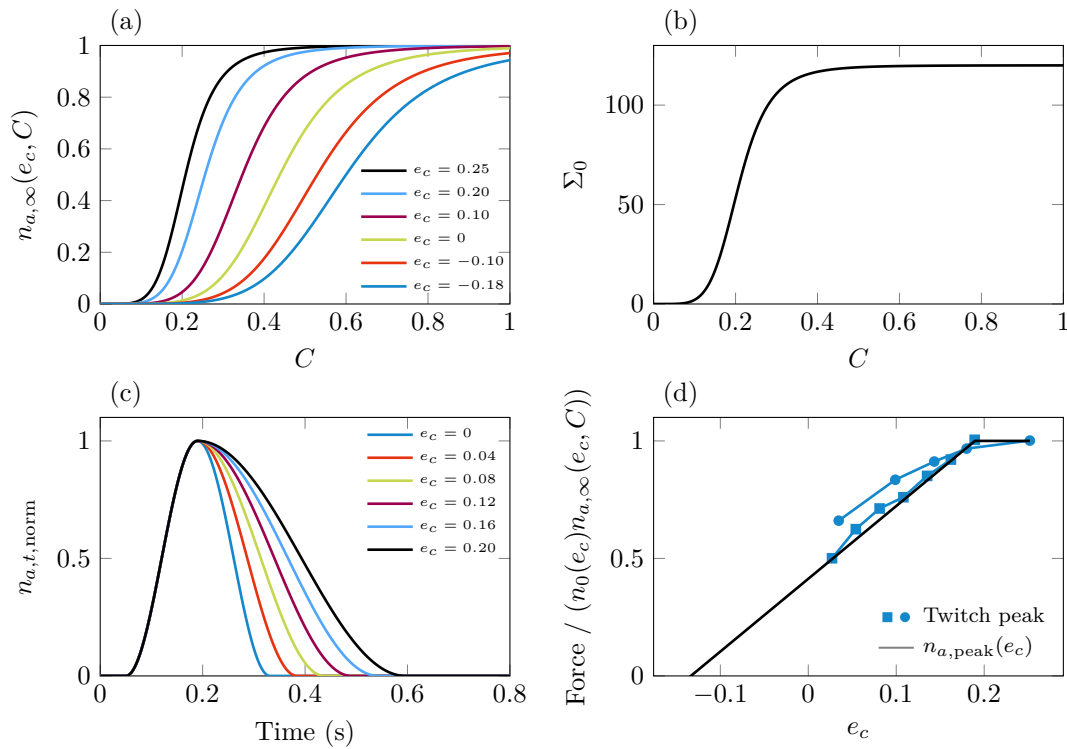 (a)
1
0.8
0.6
0.4
0.2
0
n_{a,∞}(e_c, C)
e_c = 0.25
e_c = 0.20
e_c = 0.10
e_c = 0
e_c = −0.10
e_c = −0.18
0 0.2 0.4 0.6 0.8 1
C
(b)
100
50
0
Σ_0
0 0.2 0.4 0.6 0.8 1
C
(c)
1
0.5
0
n_{a,t,norm}
e_c = 0
e_c = 0.04
e_c = 0.08
e_c = 0.12
e_c = 0.16
e_c = 0.20
0 0.2 0.4 0.6 0.8
Time (s)
(d)
1
0.5
0
Force / (n_0(e_c)n_{a,∞}(e_c, C))
Twitch peak
n_{a,peak}(e_c)
−0.1 0 0.1 0.2
e_c